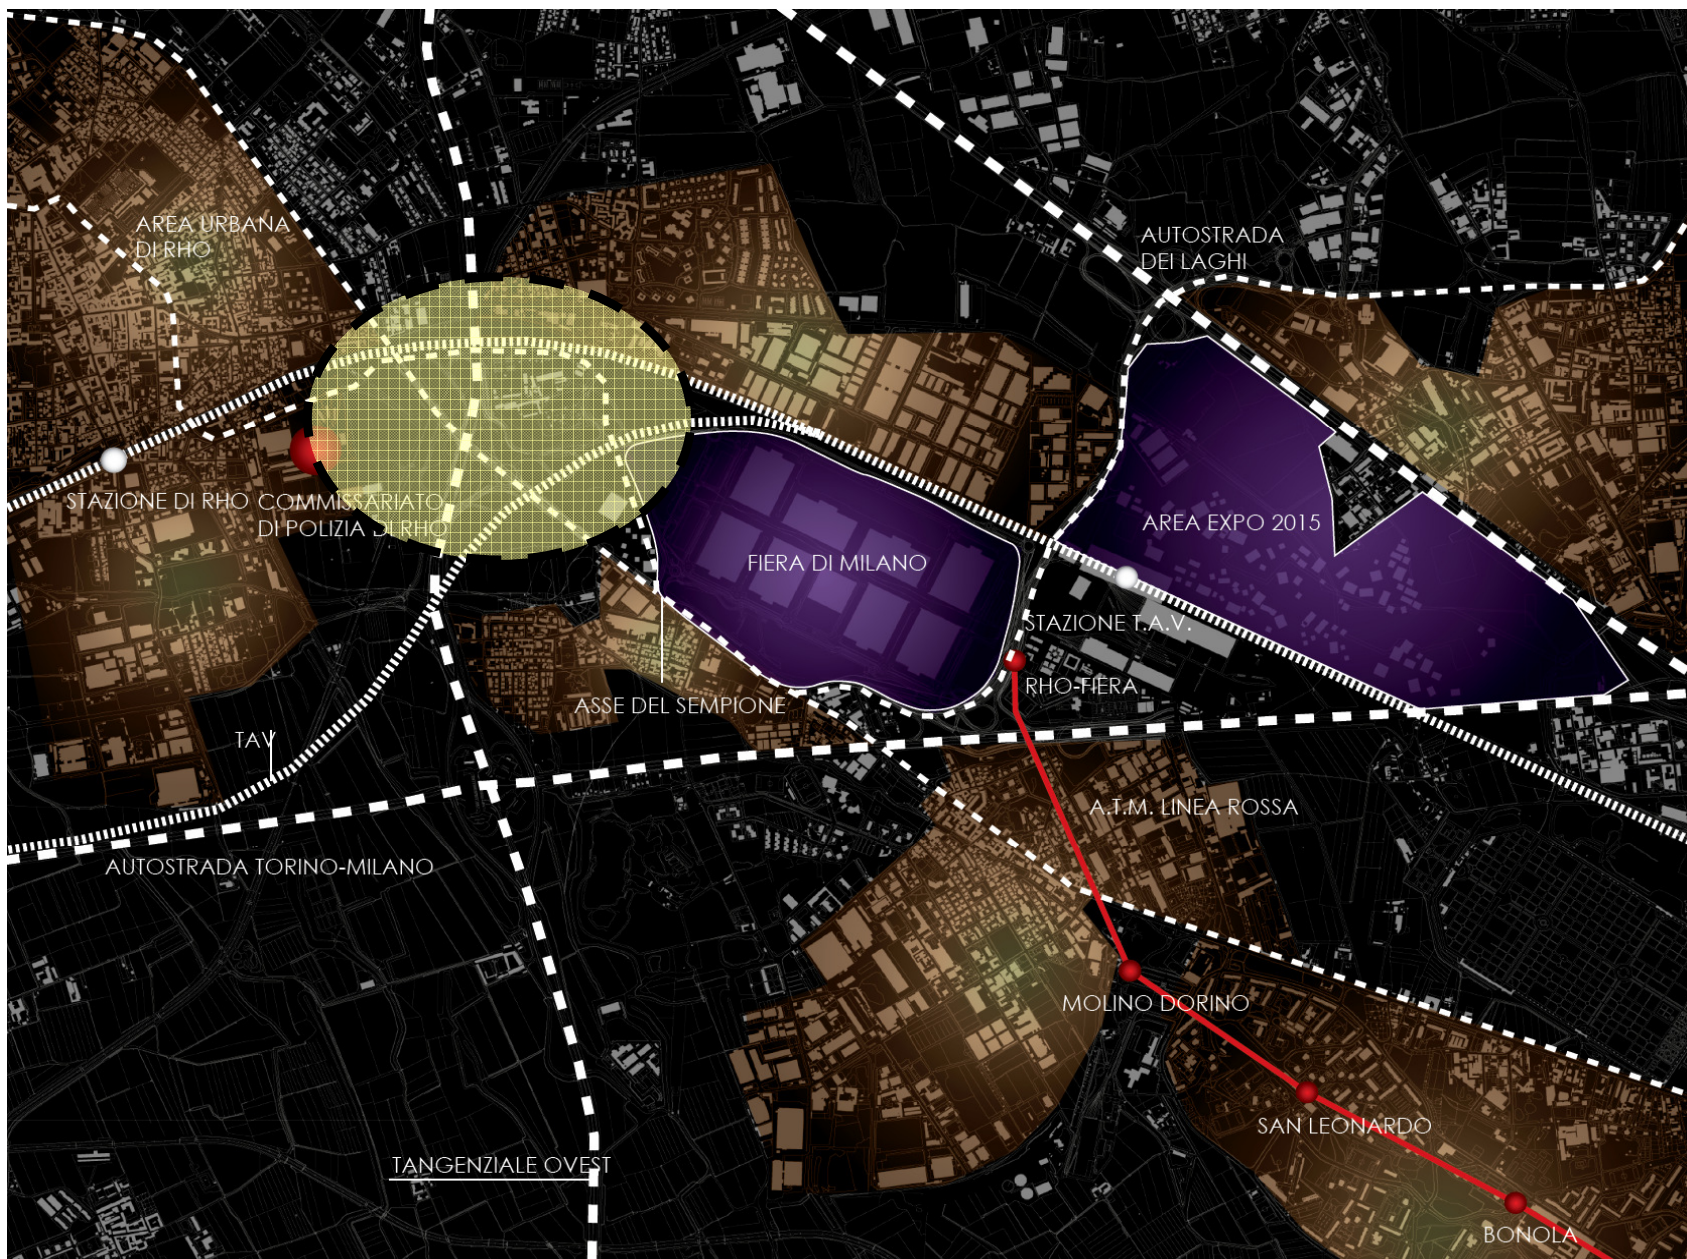 AREA URBANA
DI RHO
AUTOSTRADA
DEI LAGHI
STAZIONE DI RHO
COMMISSARIATO
DI POLIZIA DI RHO
AREA EXPO 2015
FIERA DI MILANO
STAZIONE T.A.V.
RHO-FIERA
ASSE DEL SEMPIONE
TAV
A.T.M. LINEA ROSSA
AUTOSTRADA TORINO-MILANO
MOLINO DORINO
SAN LEONARDO
TANGENZIALE OVEST
BONOLA